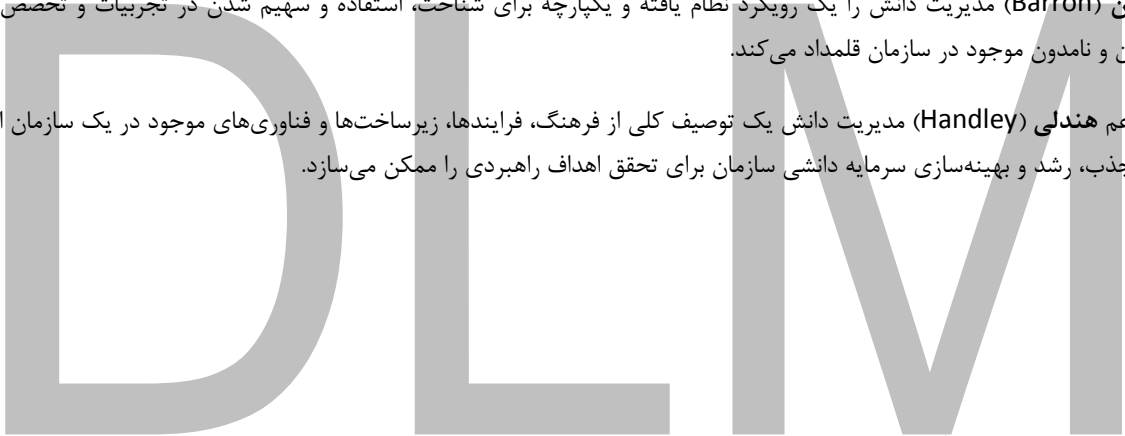 ن (Barron) مدیریت دانش را یک رویکرد نظام یافته و یکپارچه برای شناخت، استفاده و سهیم شدن در تجربیات و تخصص
ن و نامدون موجود در سازمان قلمداد می‌کند.
عم هندلی (Handley) مدیریت دانش یک توصیف کلی از فرهنگ، فرایندها، زیرساخت‌ها و فناوری‌های موجود در یک سازمان ا
جذب، رشد و بهینه‌سازی سرمایه دانشی سازمان برای تحقق اهداف راهبردی را ممکن می‌سازد.
DLM